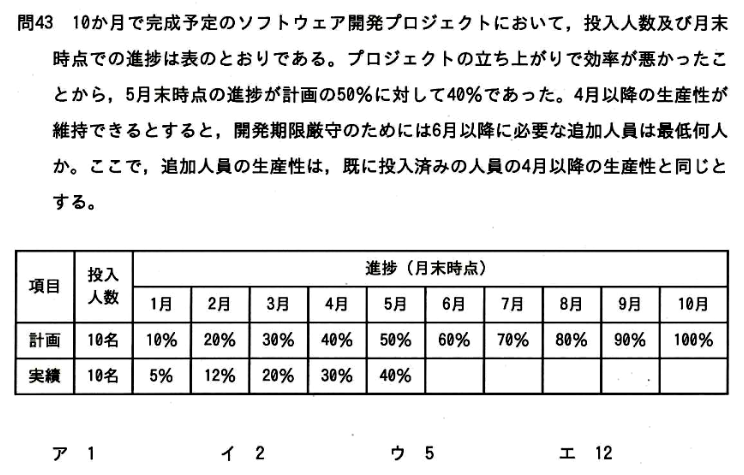 問43 10か月で完成予定のソフトウェア開発プロジェクトにおいて，投入人数及び月末
時点での進捗は表のとおりである。プロジェクトの立ち上がりで効率が悪かったこ
とから，5月末時点の進捗が計画の50%に対して40%であった。4月以降の生産性が
維持できるとすると，開発期限厳守のためには6月以降に必要な追加人員は最低何人
か。ここで，追加人員の生産性は，既に投入済みの人員の4月以降の生産性と同じと
する。
項目 投入人数 進捗（月末時点）
1月 2月 3月 4月 5月 6月 7月 8月 9月 10月
計画 10名 10% 20% 30% 40% 50% 60% 70% 80% 90% 100%
実績 10名 5% 12% 20% 30% 40%
ア 1 イ 2 ウ 5 エ 12